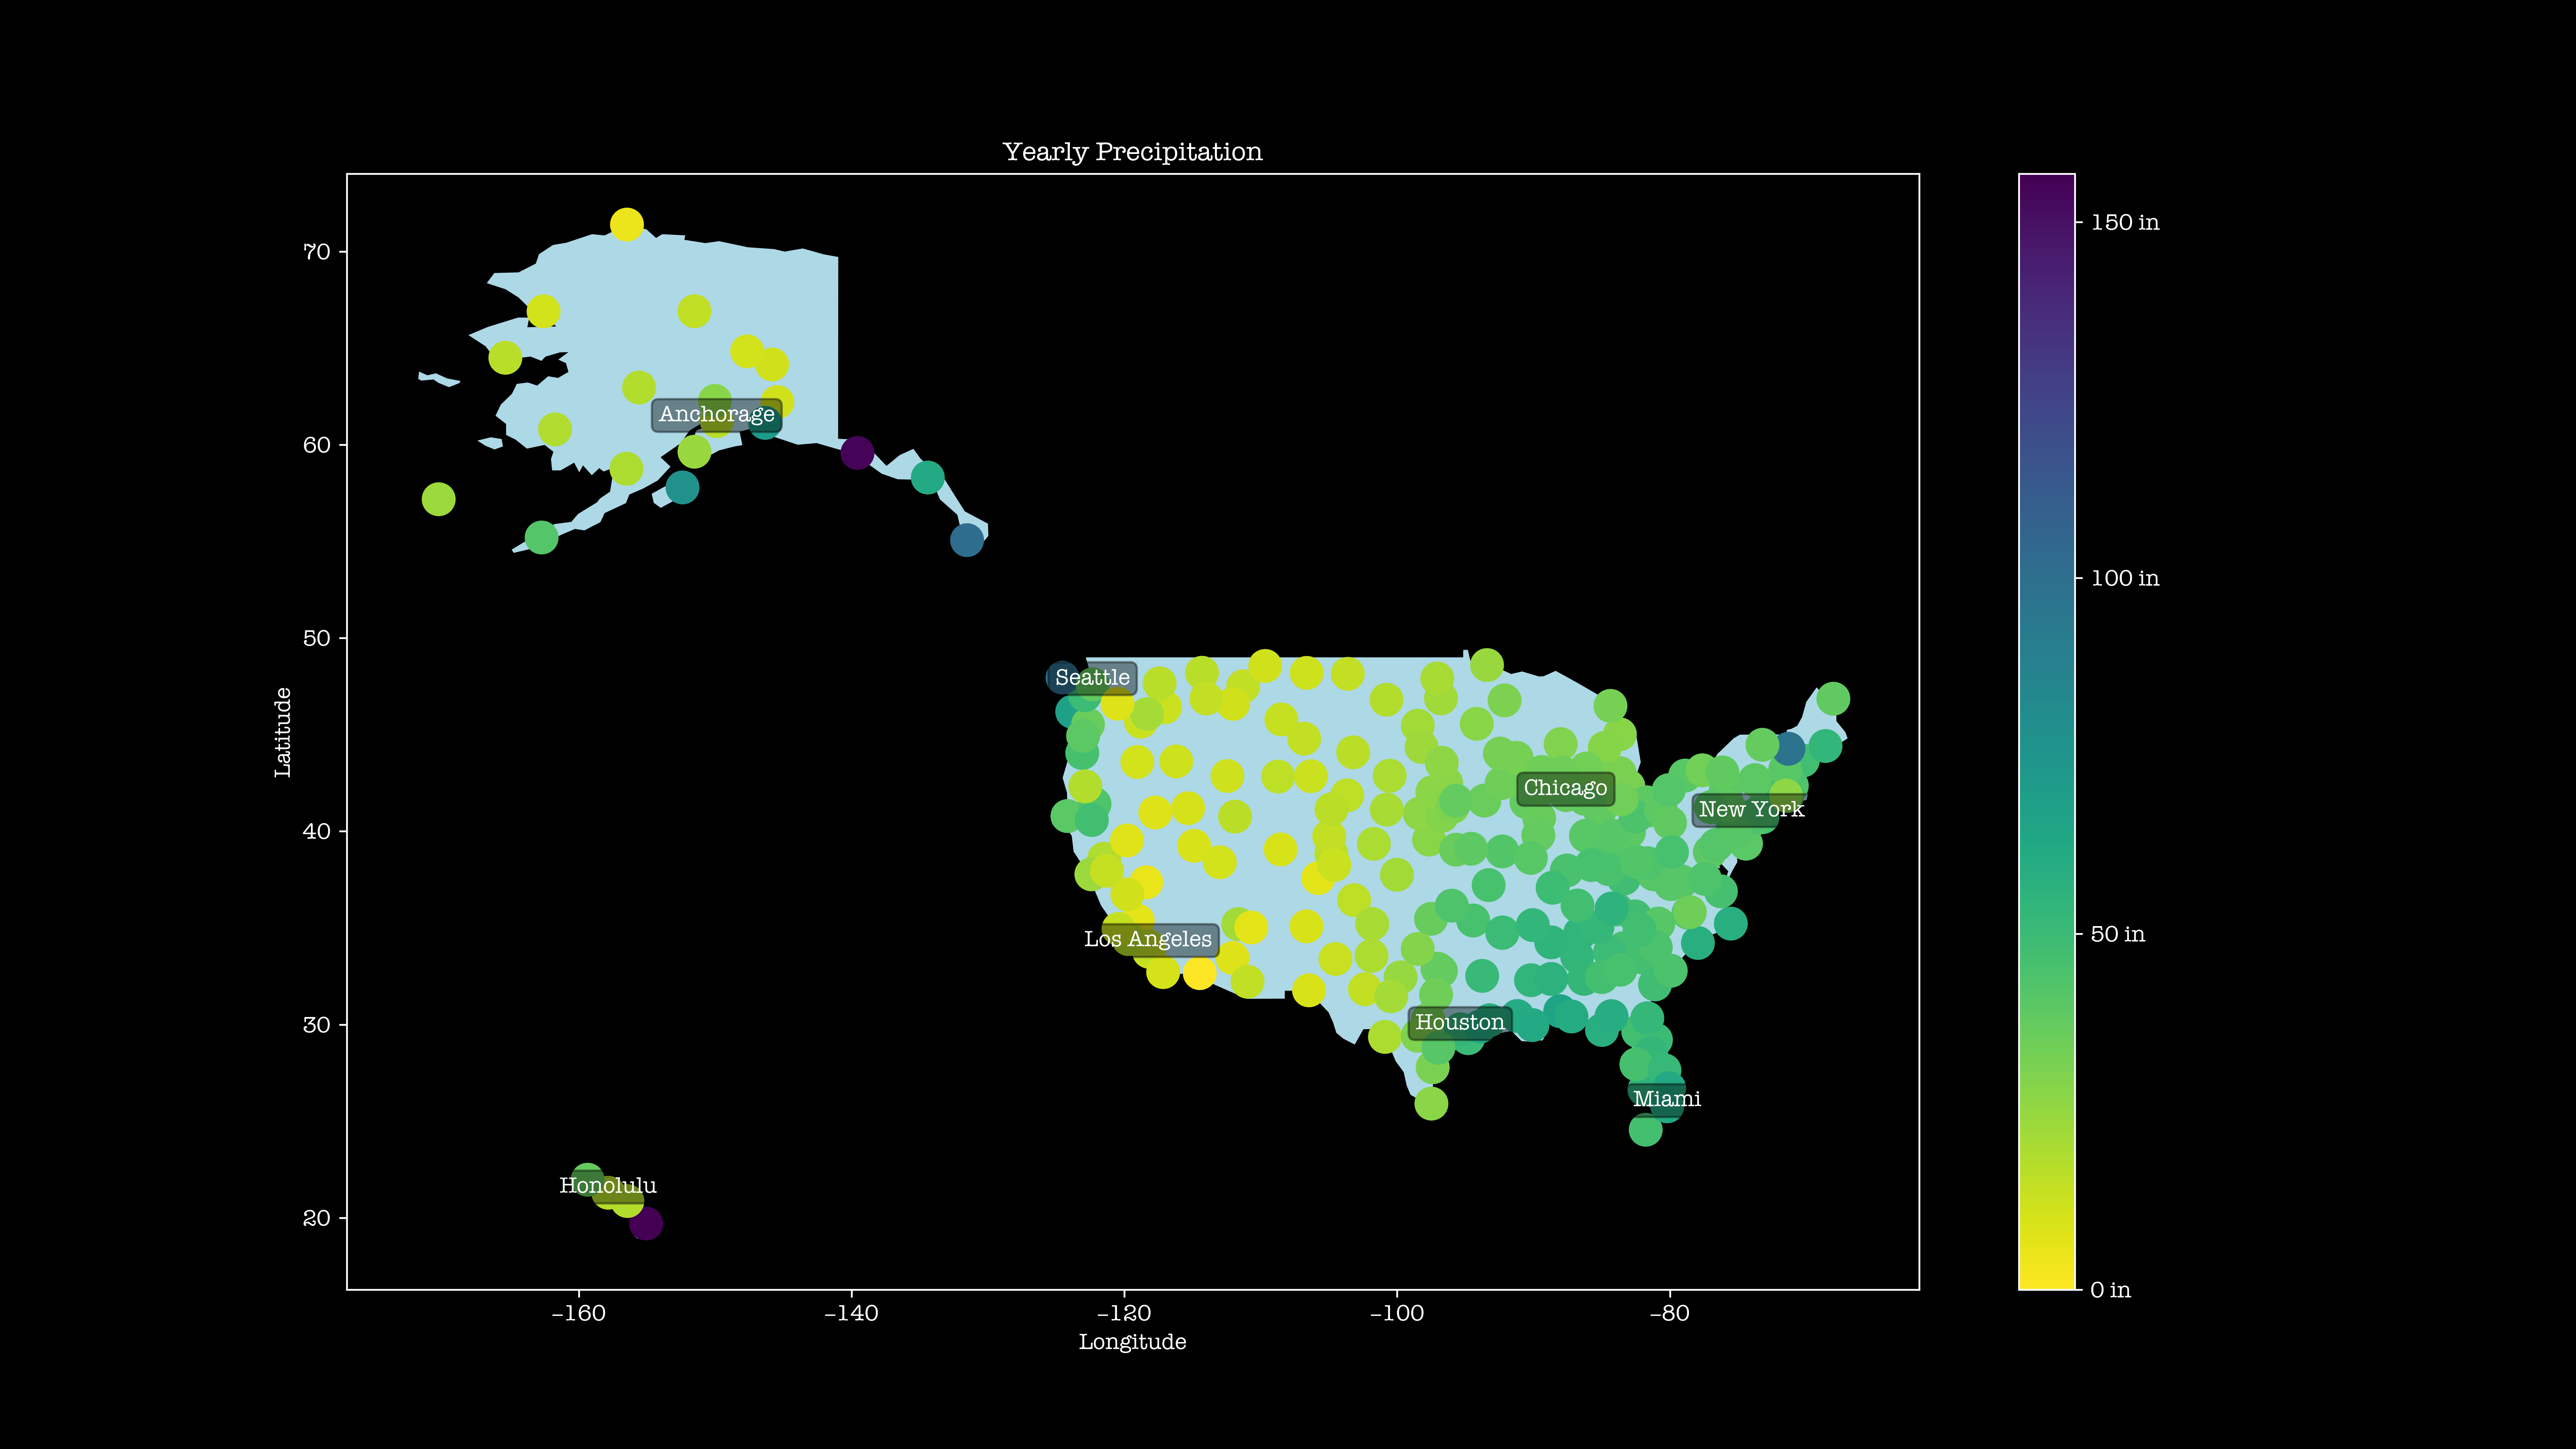 Yearly Precipitation
150 in
70
Anchorage
60
100 in
50
Seattle
Latitude
Chicago
New York
40
50 in
Los Angeles
30
Houston
Miami
Honolulu
20
0 in
-160
-140
-120
-100
-80
Longitude